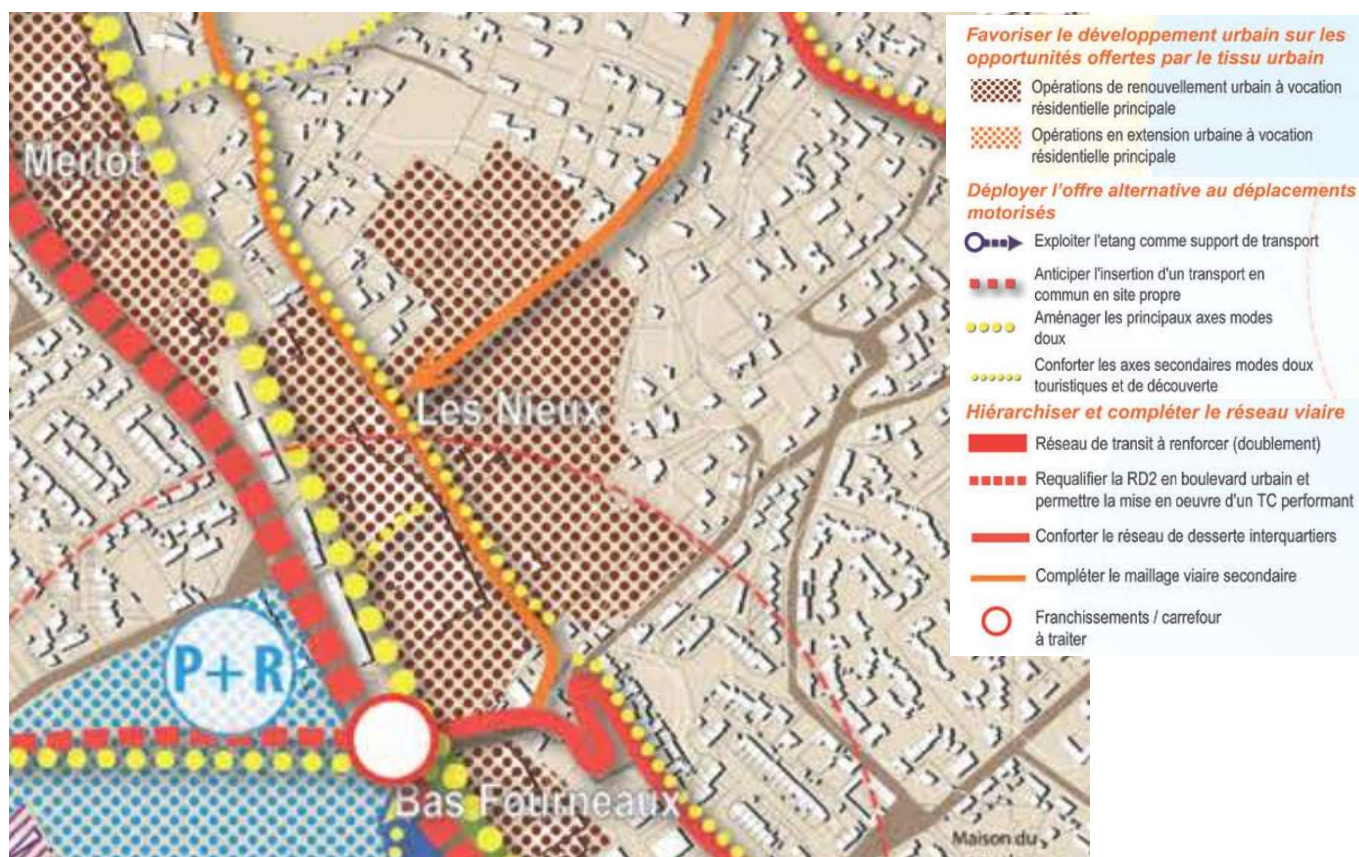 Merlot
Les Nieux
P+R
Bas Fourneaux
Maison du
Favoriser le développement urbain sur les
opportunités offertes par le tissu urbain
Opérations de renouvellement urbain à vocation
résidentielle principale
Opérations en extension urbaine à vocation
résidentielle principale
Déployer l'offre alternative au déplacements
motorisés
Exploiter l'etang comme support de transport
Anticiper l'insertion d'un transport en
commun en site propre
Aménager les principaux axes modes
doux
Conforter les axes secondaires modes doux
touristiques et de découverte
Hiérarchiser et compléter le réseau viaire
Réseau de transit à renforcer (doublement)
Requalifier la RD2 en boulevard urbain et
permettre la mise en oeuvre d'un TC performant
Conforter le réseau de desserte interquartiers
Compléter le maillage viaire secondaire
Franchissements / carrefour
à traiter